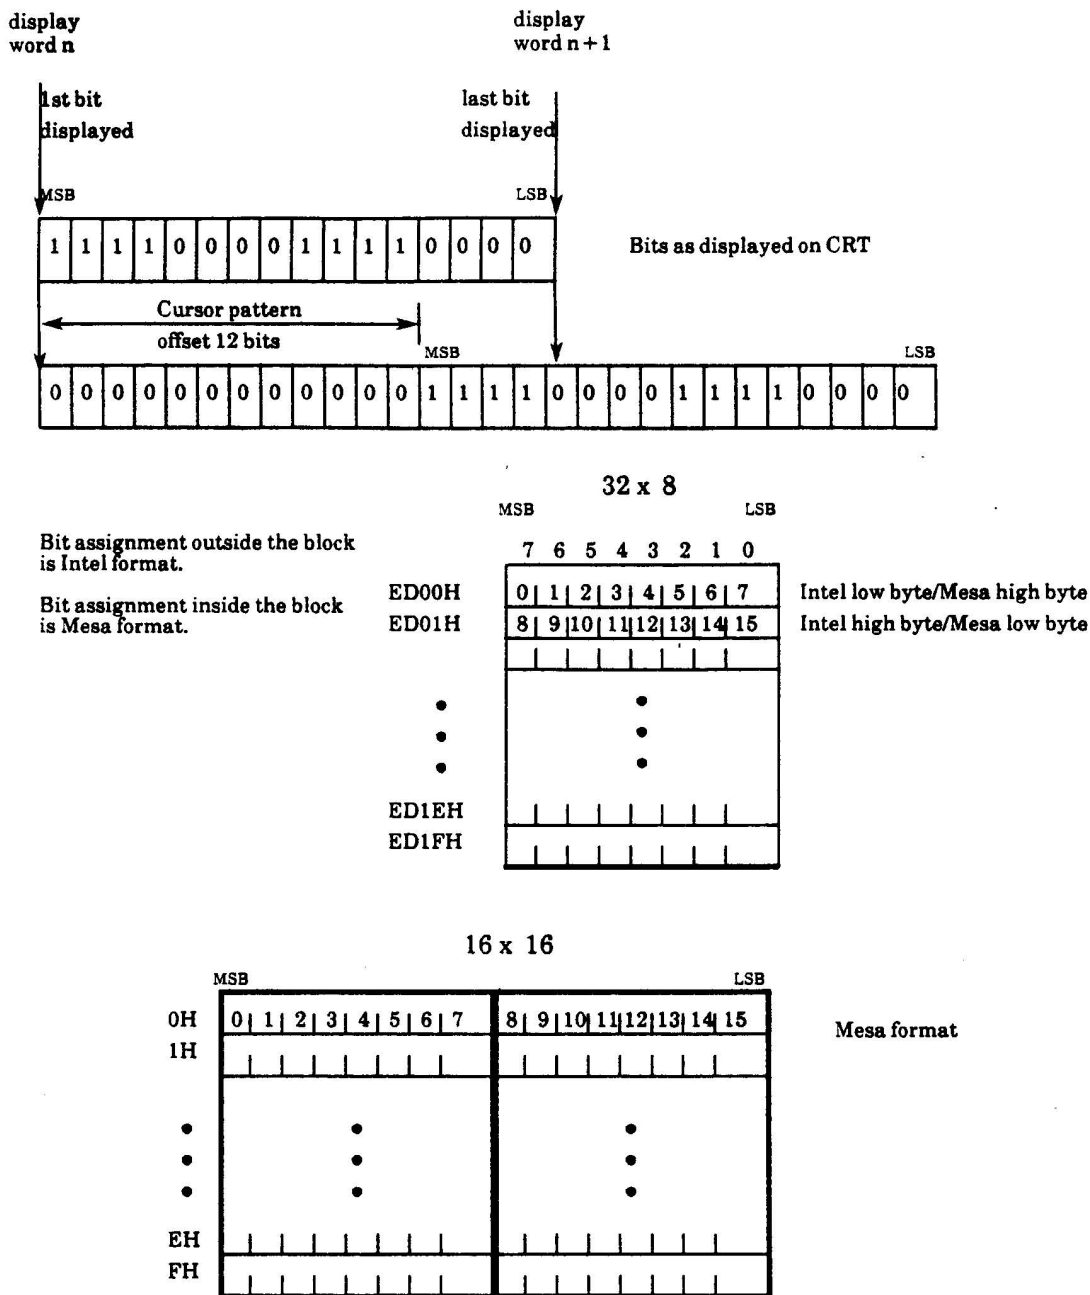 display
word n
display
word n+1
1st bit
displayed
last bit
displayed
MSB LSB
1 1 1 1 0 0 0 0 1 1 1 1 0 0 0 0
Bits as displayed on CRT
Cursor pattern
offset 12 bits
MSB LSB
0 0 0 0 0 0 0 0 0 0 0 0 1 1 1 1 0 0 0 0 1 1 1 1 0 0 0 0
32 x 8
MSB LSB
Bit assignment outside the block
is Intel format.
Bit assignment inside the block
is Mesa format.
7 6 5 4 3 2 1 0
ED00H 0 1 2 3 4 5 6 7 Intel low byte/Mesa high byte
ED01H 8 9 10 11 12 13 14 15 Intel high byte/Mesa low byte
ED1EH
ED1FH
16 x 16
MSB LSB
0H 0 1 2 3 4 5 6 7 8 9 10 11 12 13 14 15
Mesa format
1H
EH
FH